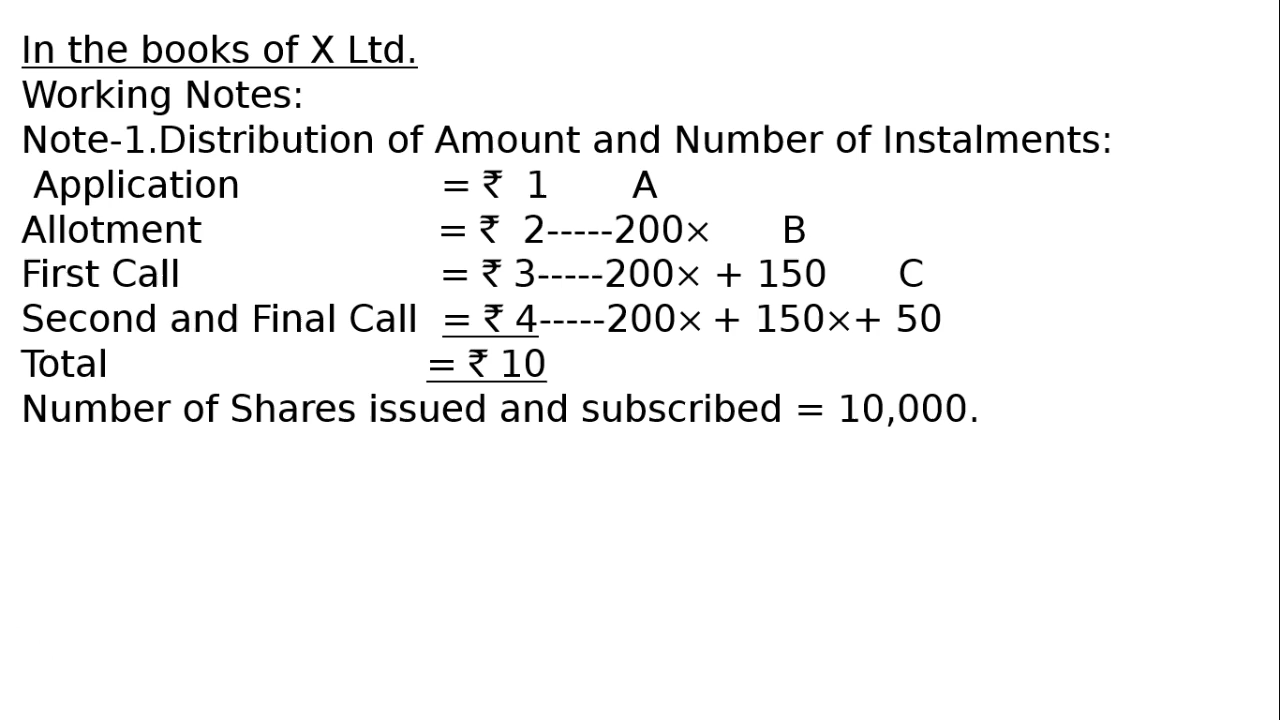 In the books of X Ltd.
Working Notes:
Note-1.Distribution of Amount and Number of Instalments:
Application = ₹ 1 A
Allotment = ₹ 2-----200× B
First Call = ₹ 3-----200× + 150 C
Second and Final Call = ₹ 4-----200× + 150×+ 50
Total = ₹ 10
Number of Shares issued and subscribed = 10,000.